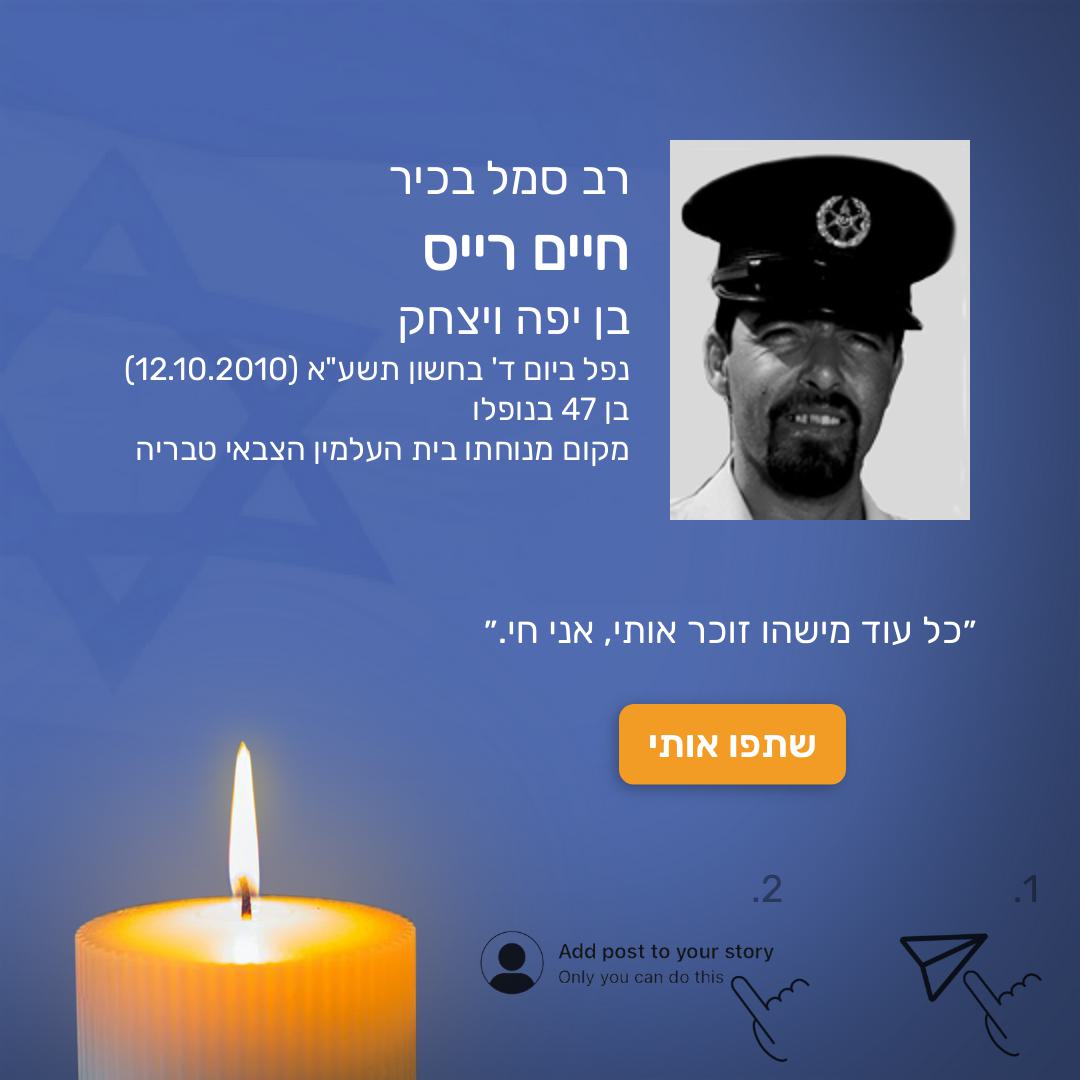 רב סמל בכיר
חיים רייס
בן יפה ויצחק
נפל ביום ד' בחשון תשע"א (12.10.2010)
בן 47 בנופלו
מקום מנוחתו בית העלמין הצבאי טבריה
״כל עוד מישהו זוכר אותי, אני חי.״
שתפו אותי
1.
2.
Add post to your story
Only you can do this